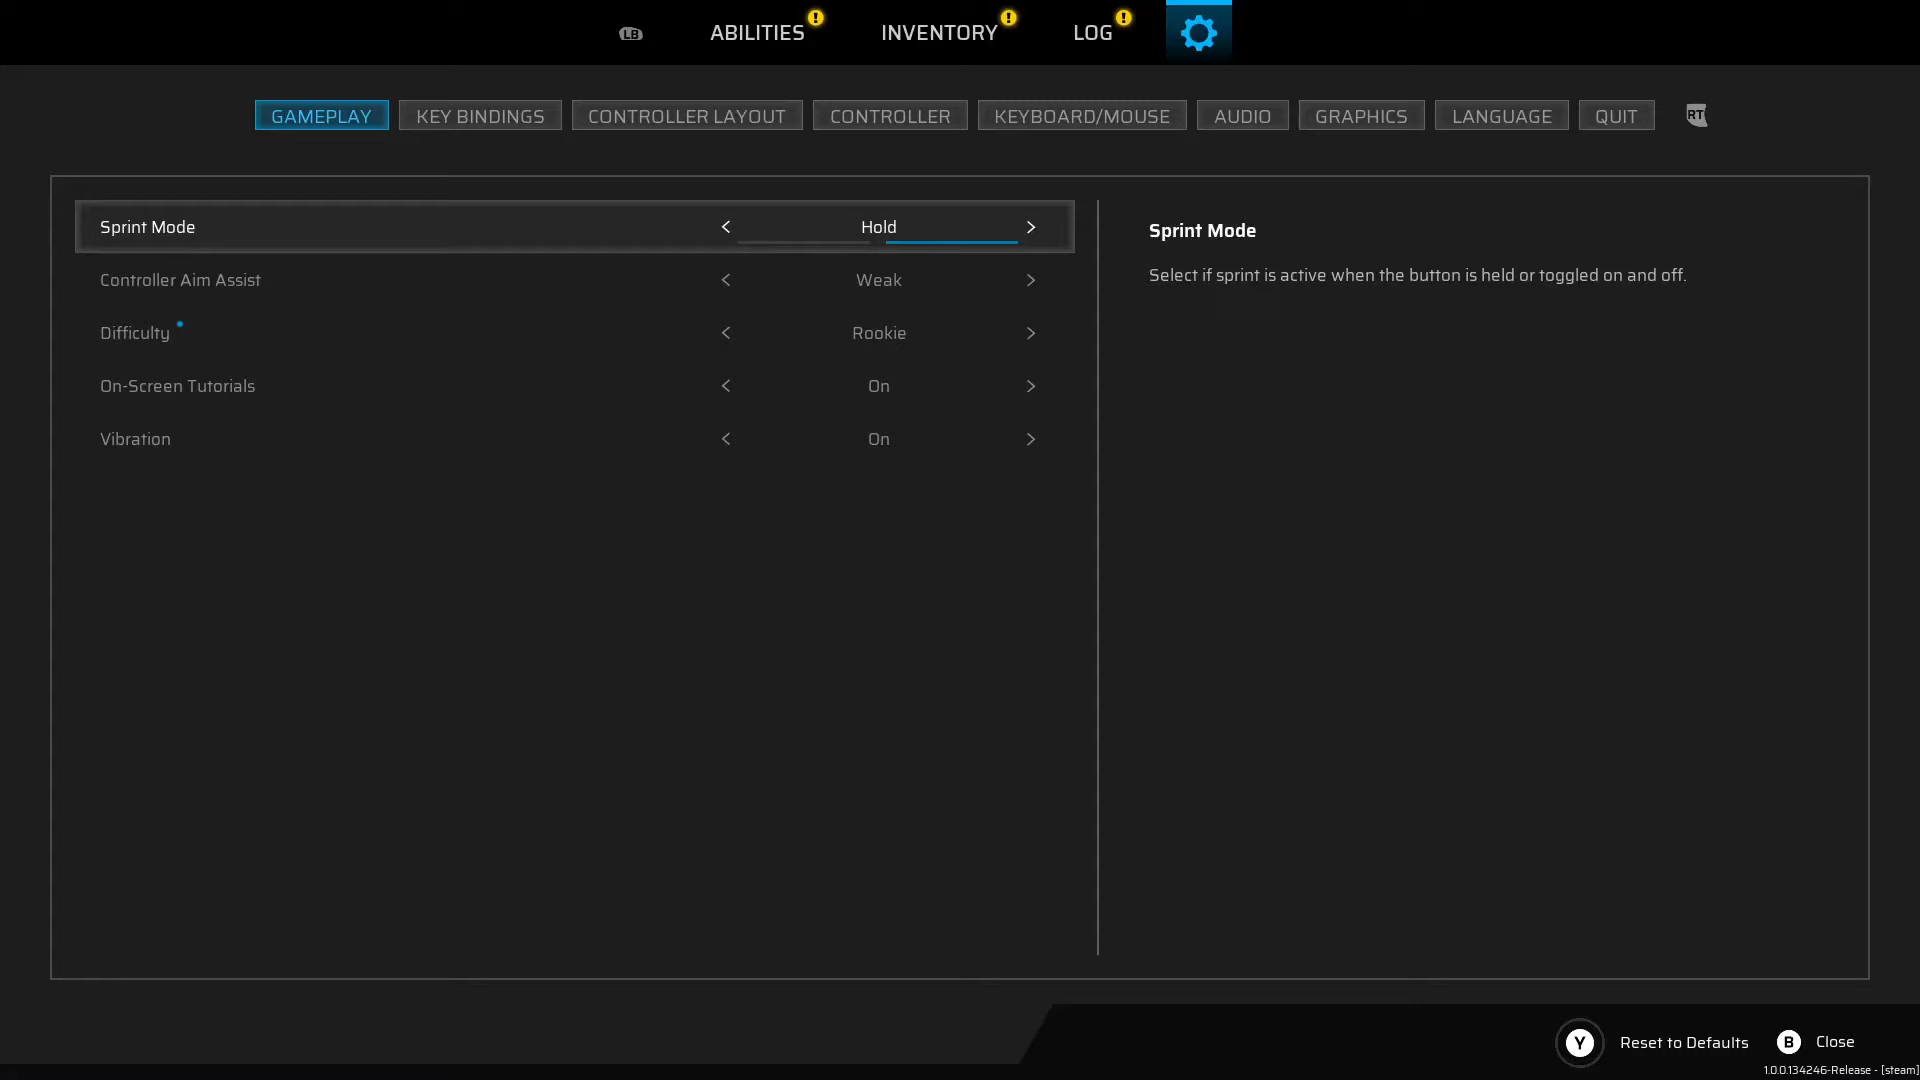 LB ABILITIES ! INVENTORY ! LOG !
GAMEPLAY KEY BINDINGS CONTROLLER LAYOUT CONTROLLER KEYBOARD/MOUSE AUDIO GRAPHICS LANGUAGE QUIT RT
Sprint Mode < Hold >
Controller Aim Assist < Weak >
Difficulty < Rookie >
On-Screen Tutorials < On >
Vibration < On >
Sprint Mode
Select if sprint is active when the button is held or toggled on and off.
Y Reset to Defaults B Close
1.0.0.134246-Release - [steam]